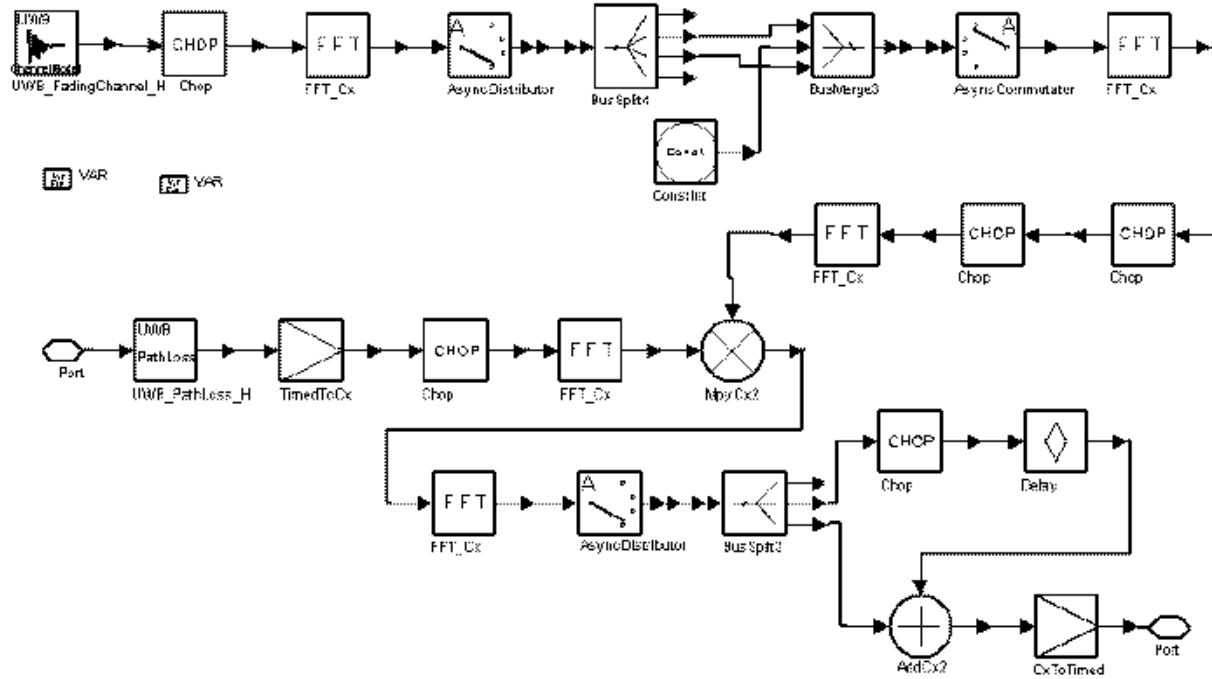 UWB
CHOP
FFT
A
A
FFT
UWB_FadingChannel_H
Chop
FFT_Cx
AsyncDistributor
BusSplit4
BusMerge3
AsyncCommutator
FFT_Cx
Const
ConstInt
VAR
VAR
FFT
CHOP
CHOP
FFT_Cx
Chop
Chop
UWB
PathLoss
CHOP
FFT
Port
UWB_PathLoss_H
TimedToCx
Chop
FFT_Cx
MpyCx2
CHOP
Chop
Delay
FFT
A
FFT_Cx
AsyncDistributor
BusSplit3
AddCx2
CxToTimed
Port